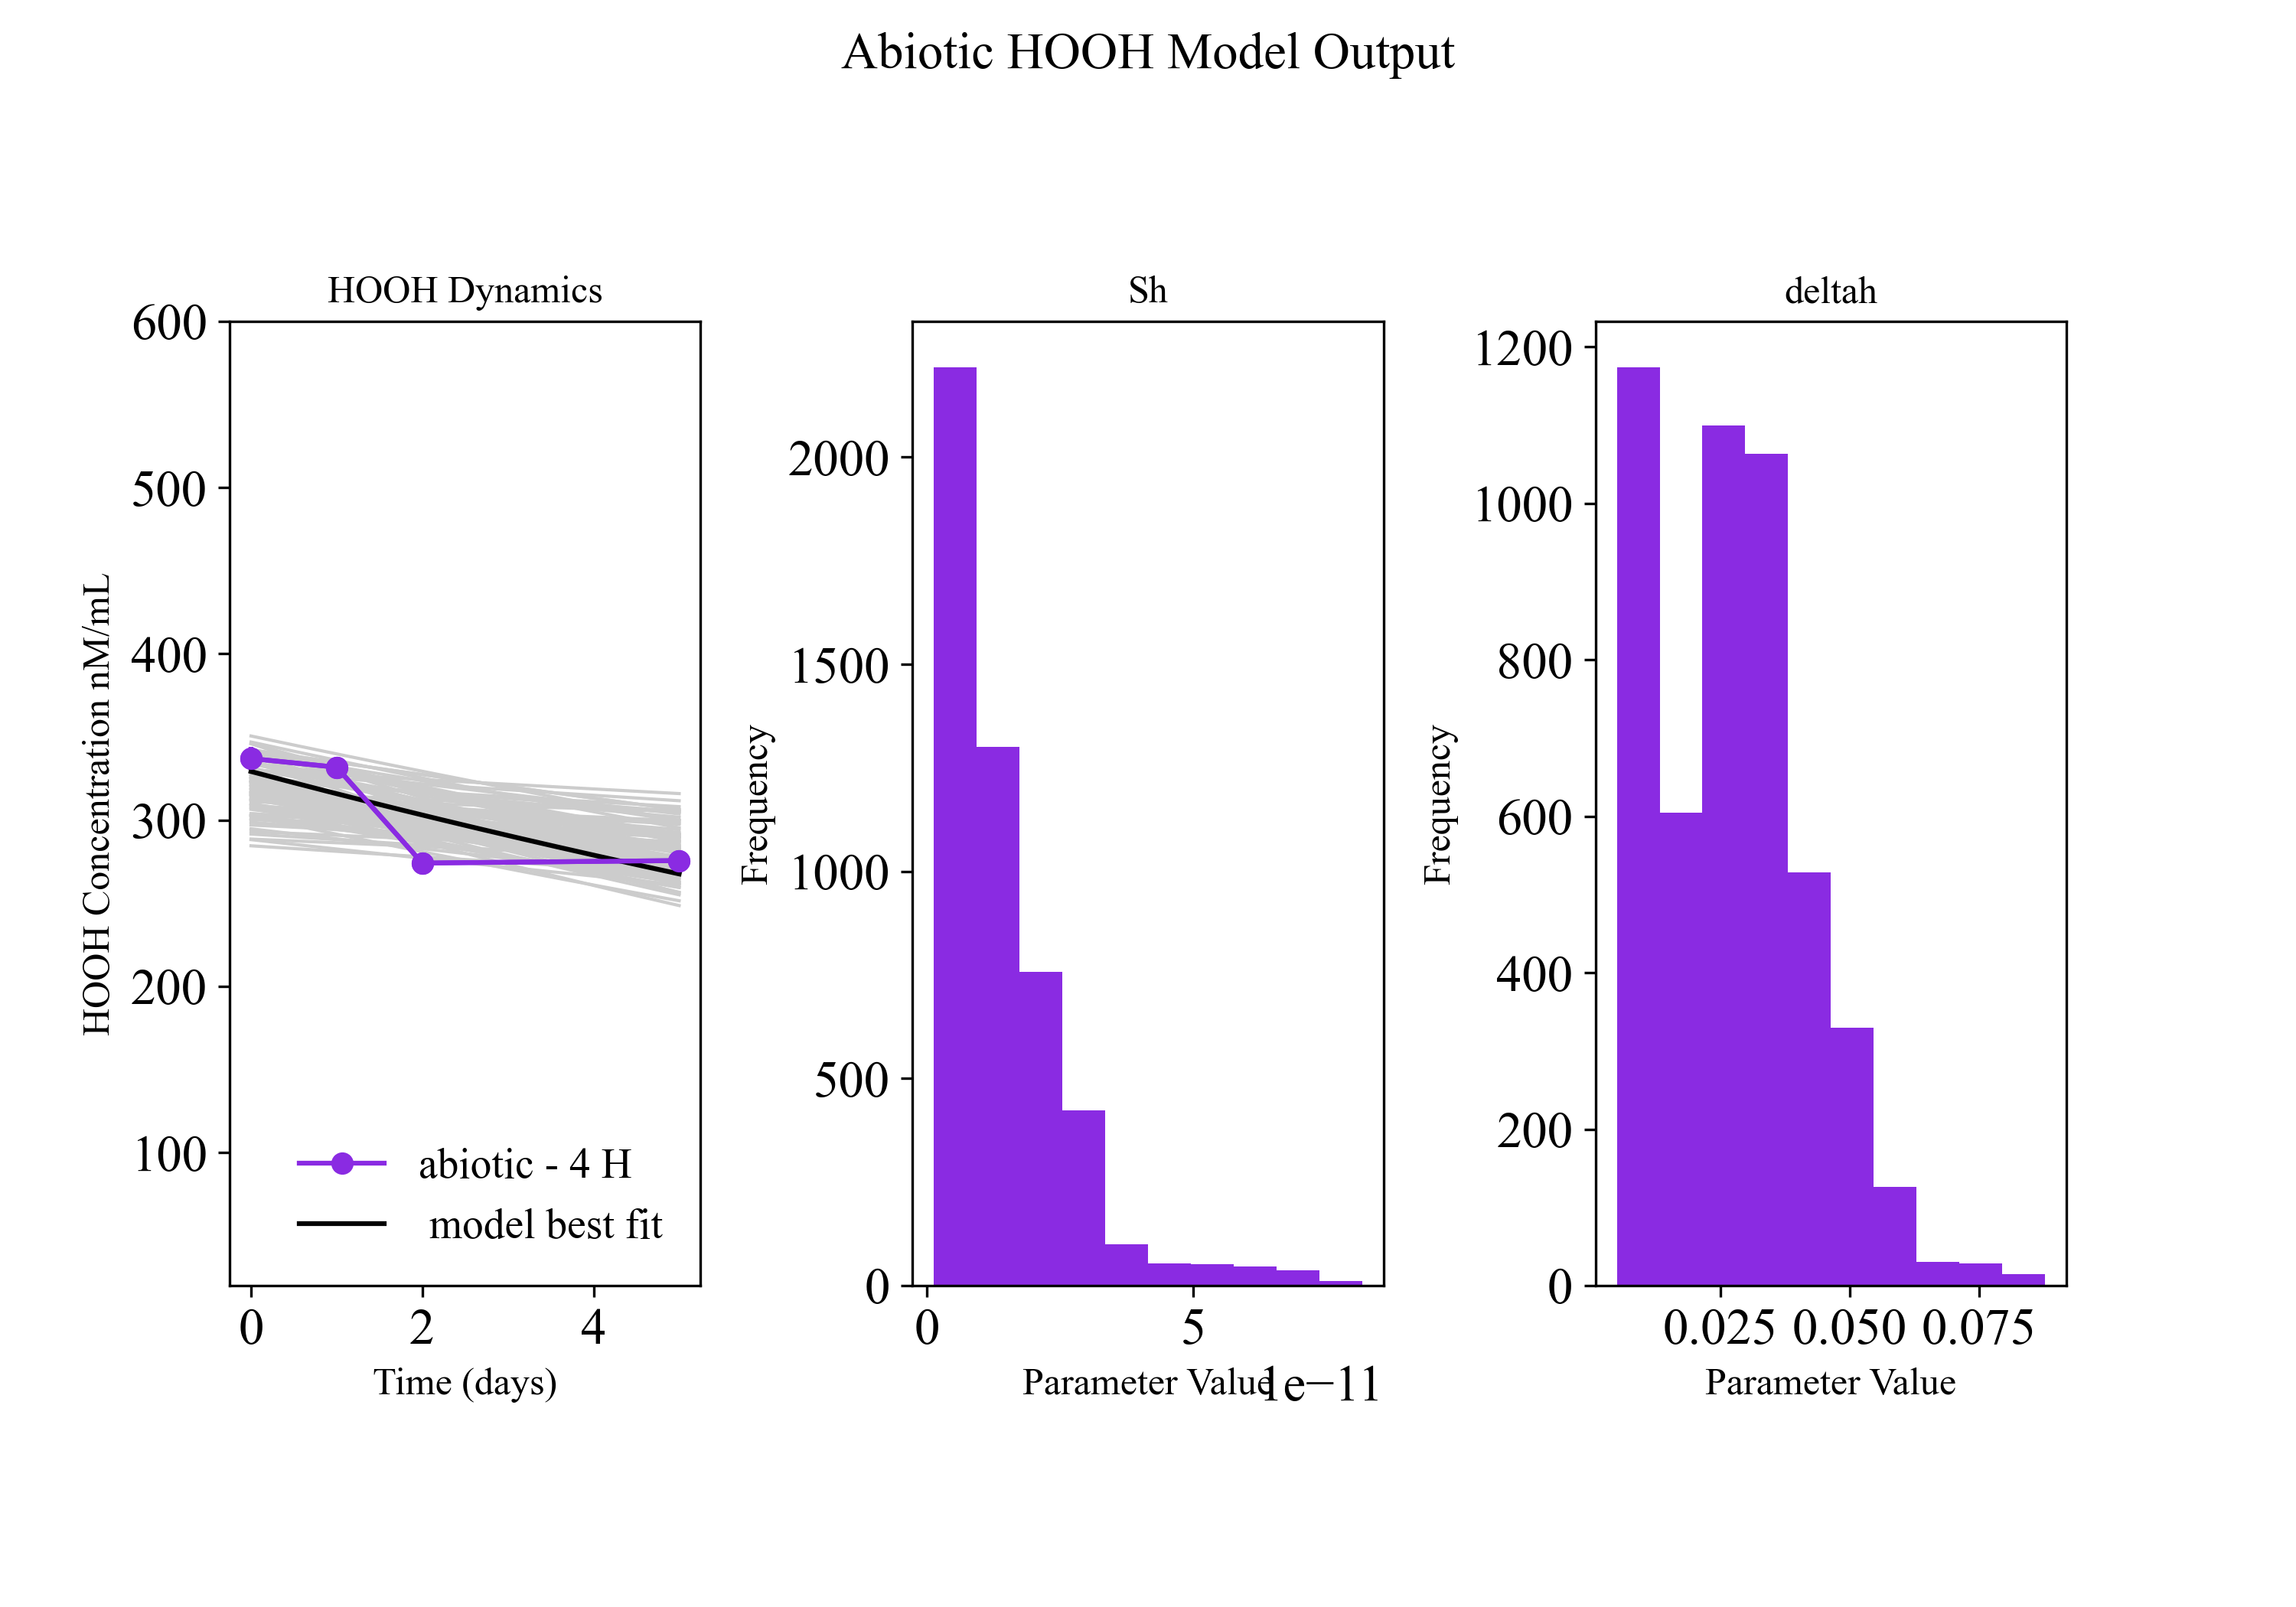 Abiotic HOOH Model Output
HOOH Dynamics
600
500
400
300
200
100
HOOH Concentration nM/mL
abiotic - 4 H
model best fit
0 2 4
Time (days)
Sh
2000
1500
1000
500
0
Frequency
0 5
Parameter Value
1e−11
deltah
1200
1000
800
600
400
200
0
Frequency
0.025 0.050 0.075
Parameter Value